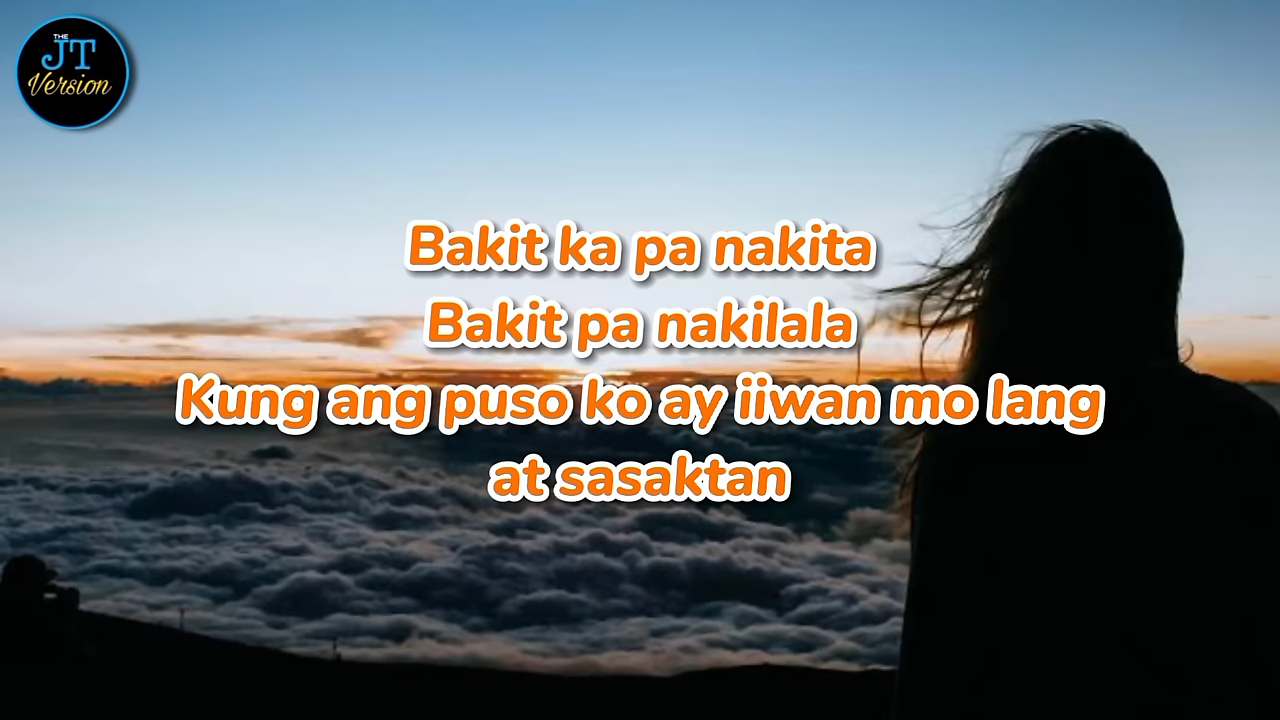 THE
JT
Version
Bakit ka pa nakita
Bakit pa nakilala
Kung ang puso ko ay iiwan mo lang
at sasaktan